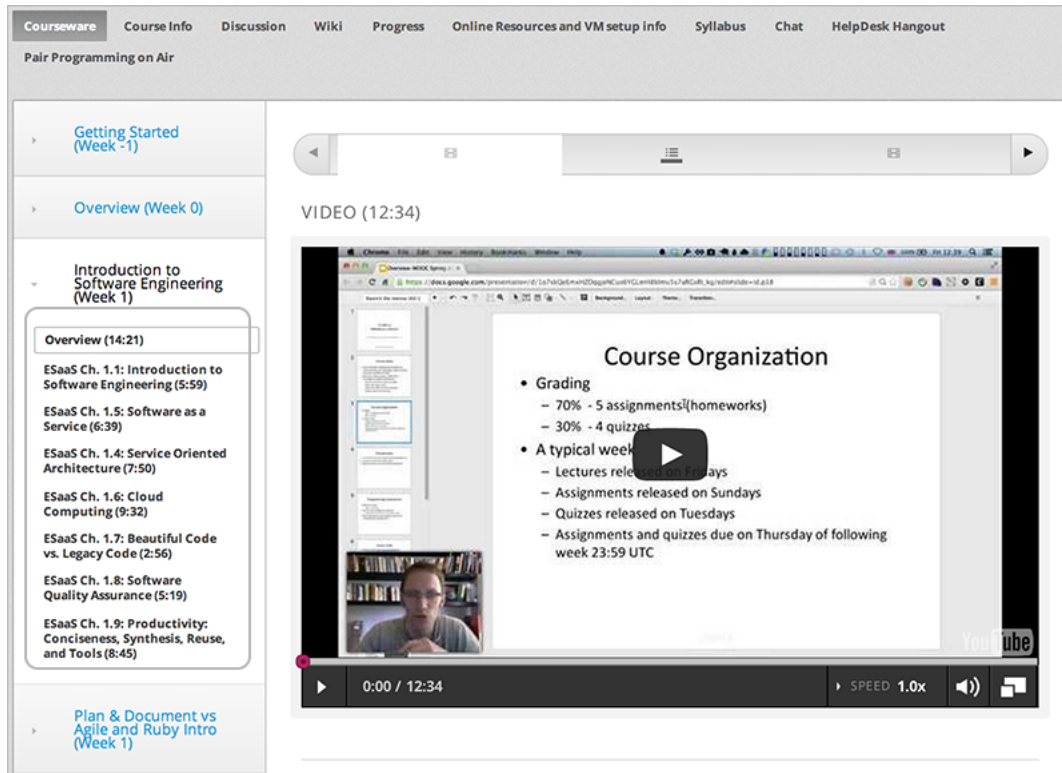 Courseware Course Info Discussion Wiki Progress Online Resources and VM setup info Syllabus Chat HelpDesk Hangout
Pair Programming on Air
Getting Started
(Week -1)
Overview (Week 0)
Introduction to
Software Engineering
(Week 1)
Overview (14:21)
ESaaS Ch. 1.1: Introduction to
Software Engineering (5:59)
ESaaS Ch. 1.5: Software as a
Service (6:39)
ESaaS Ch. 1.4: Service Oriented
Architecture (7:50)
ESaaS Ch. 1.6: Cloud
Computing (9:32)
ESaaS Ch. 1.7: Beautiful Code
vs. Legacy Code (2:56)
ESaaS Ch. 1.8: Software
Quality Assurance (5:19)
ESaaS Ch. 1.9: Productivity:
Conciseness, Synthesis, Reuse,
and Tools (8:45)
Plan & Document vs
Agile and Ruby Intro
(Week 1)
VIDEO (12:34)
Chrome File Edit View History Bookmarks Window Help
Course Organization
• Grading
– 70% - 5 assignments (homeworks)
– 30% - 4 quizzes
• A typical week
– Lectures released on Fridays
– Assignments released on Sundays
– Quizzes released on Tuesdays
– Assignments and quizzes due on Thursday of following
week 23:59 UTC
YouTube
0:00 / 12:34 SPEED 1.0x